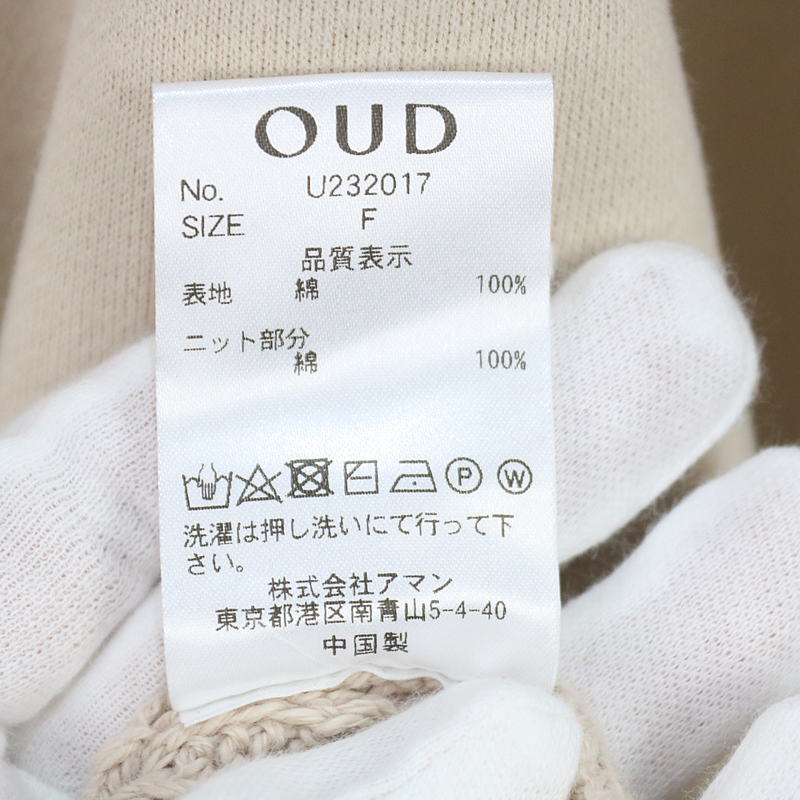 OUD
No. U232017
SIZE F
品質表示
表地 綿 100%
ニット部分
綿 100%
P W
洗濯は押し洗いにて行って下
さい。
株式会社アマン
東京都港区南青山5-4-40
中国製